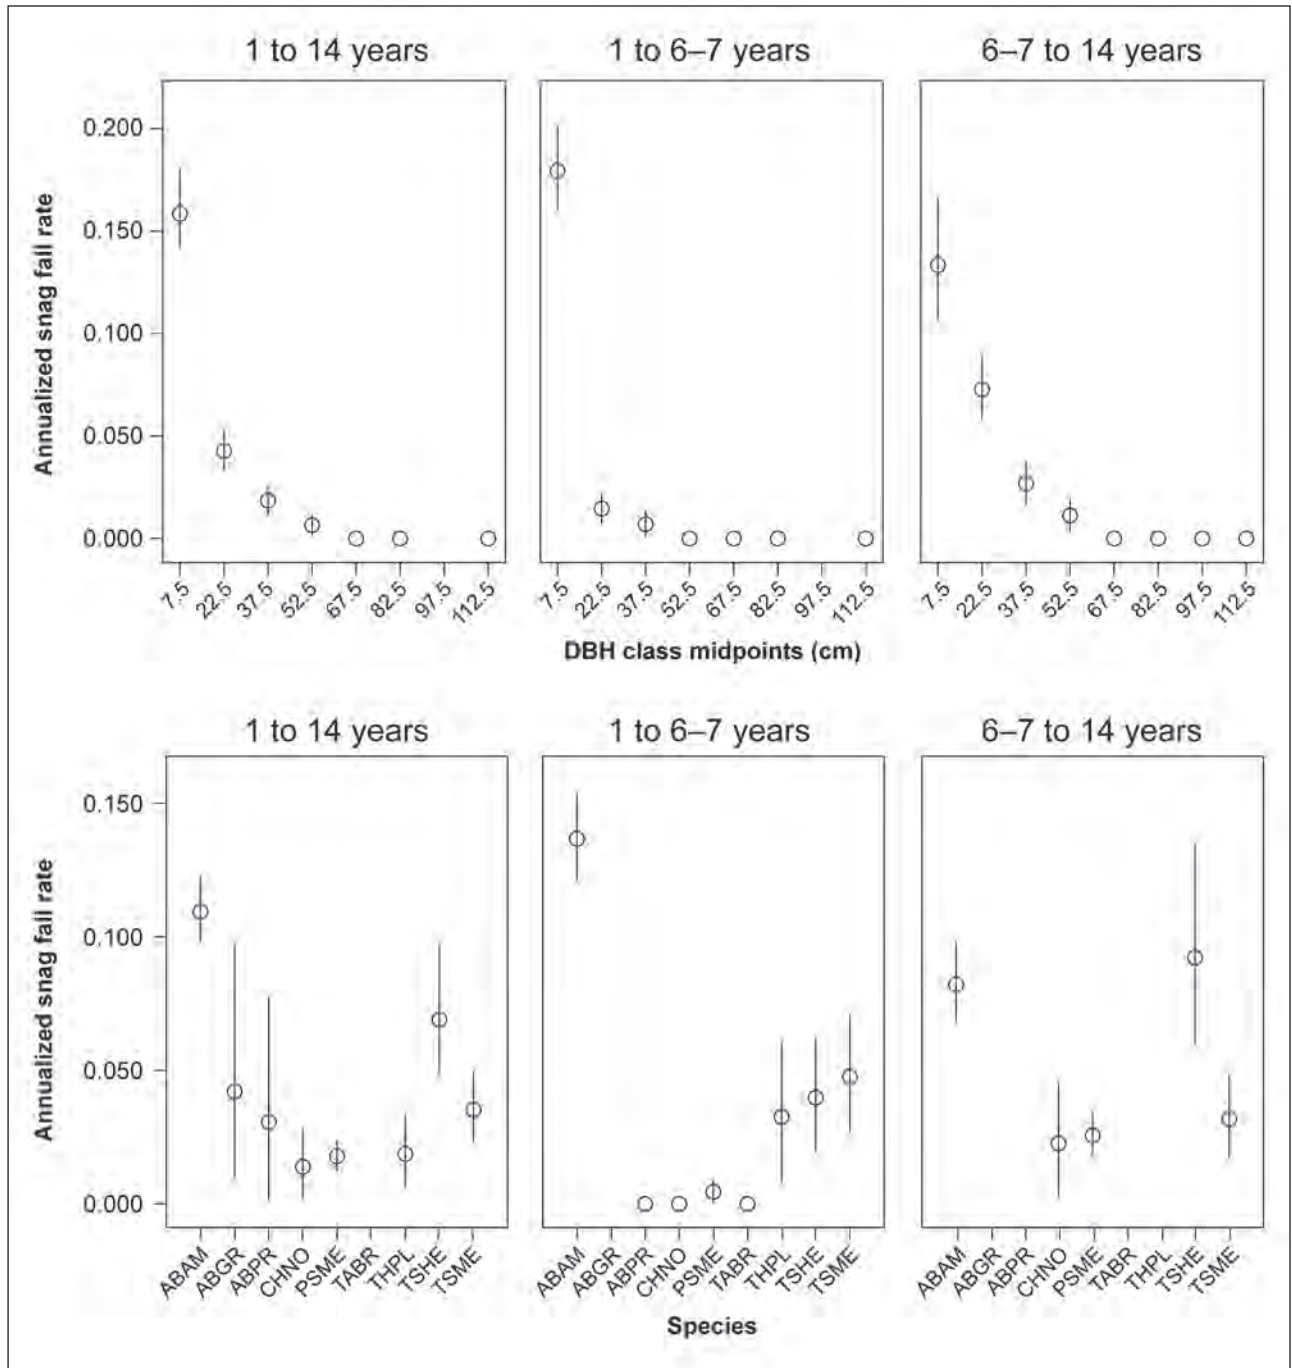 1 to 14 years
1 to 6–7 years
6–7 to 14 years
Annualized snag fall rate
0.200
0.150
0.100
0.050
0.000
7.5
22.5
37.5
52.5
67.5
82.5
97.5
112.5
7.5
22.5
37.5
52.5
67.5
82.5
97.5
112.5
7.5
22.5
37.5
52.5
67.5
82.5
97.5
112.5
DBH class midpoints (cm)
1 to 14 years
1 to 6–7 years
6–7 to 14 years
Annualized snag fall rate
0.150
0.100
0.050
0.000
ABAM
ABGR
ABPR
CHNO
PSME
TABR
THPL
TSHE
TSME
ABAM
ABGR
ABPR
CHNO
PSME
TABR
THPL
TSHE
TSME
ABAM
ABGR
ABPR
CHNO
PSME
TABR
THPL
TSHE
TSME
Species